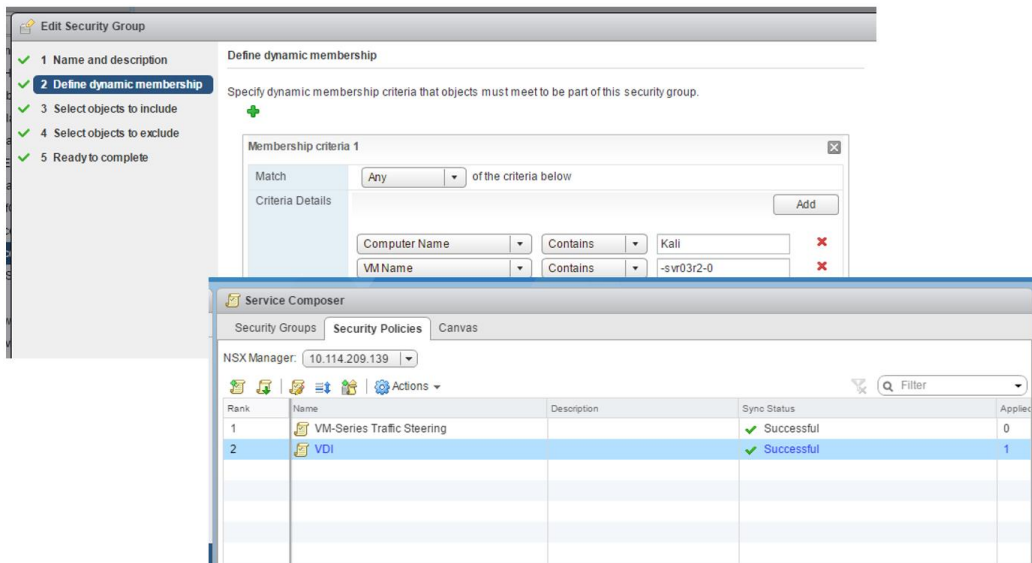 Edit Security Group
1 Name and description
2 Define dynamic membership
3 Select objects to include
4 Select objects to exclude
5 Ready to complete
Define dynamic membership
Specify dynamic membership criteria that objects must meet to be part of this security group.
Membership criteria 1
Match Any of the criteria below
Criteria Details Add
Computer Name Contains Kali
VM Name Contains -svr03r2-0
Service Composer
Security Groups Security Policies Canvas
NSX Manager: 10.114.209.139
Actions Filter
Rank Name Description Sync Status Applied
1 VM-Series Traffic Steering Successful 0
2 VDI Successful 1